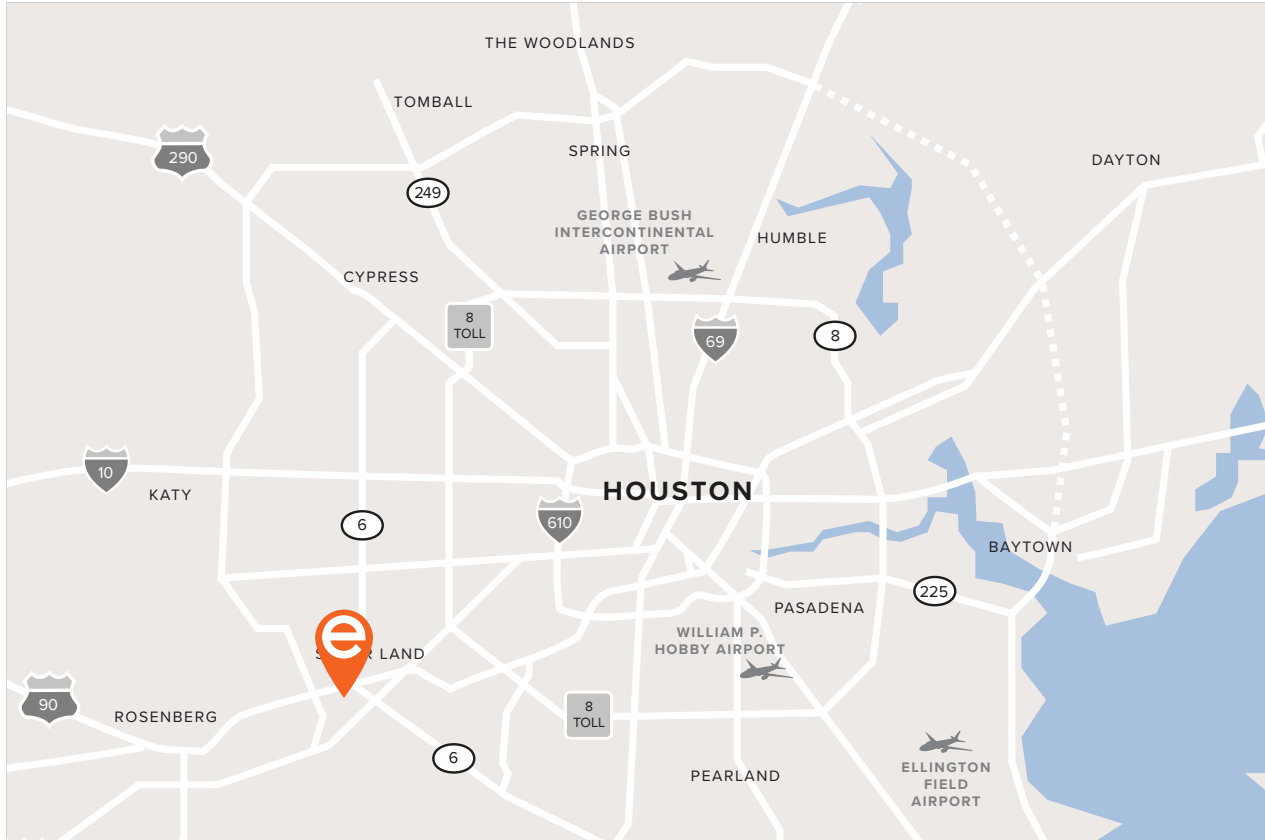 THE WOODLANDS
TOMBALL
290
SPRING
DAYTON
249
GEORGE BUSH
INTERCONTINENTAL
AIRPORT
HUMBLE
CYPRESS
8
TOLL
69
8
10
KATY
HOUSTON
6
610
BAYTOWN
225
PASADENA
WILLIAM P.
HOBBY AIRPORT
e
LAND
90
ROSENBERG
8
TOLL
6
PEARLAND
ELLINGTON
FIELD
AIRPORT